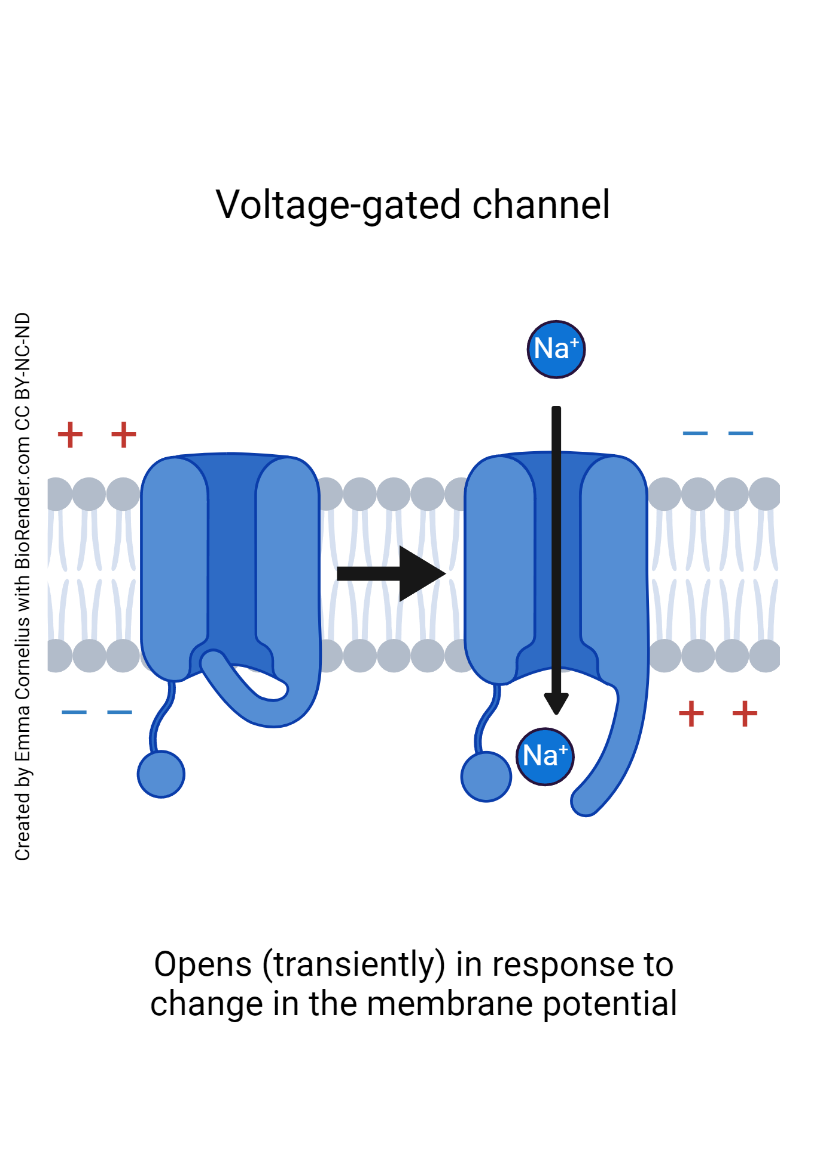 Voltage-gated channel
Na⁺
+ +
− −
− −
+ +
Na⁺
Opens (transiently) in response to
change in the membrane potential
Created by Emma Cornelius with BioRender.com CC BY-NC-ND